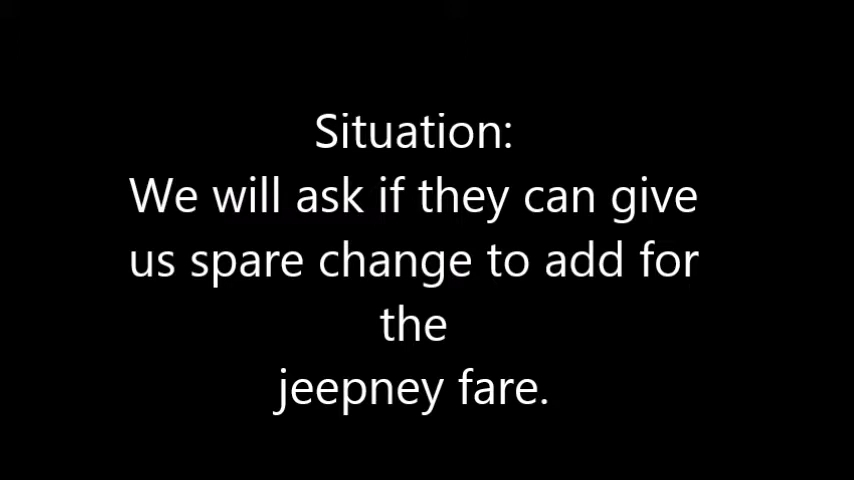 Situation:
We will ask if they can give
us spare change to add for
the
jeepney fare.